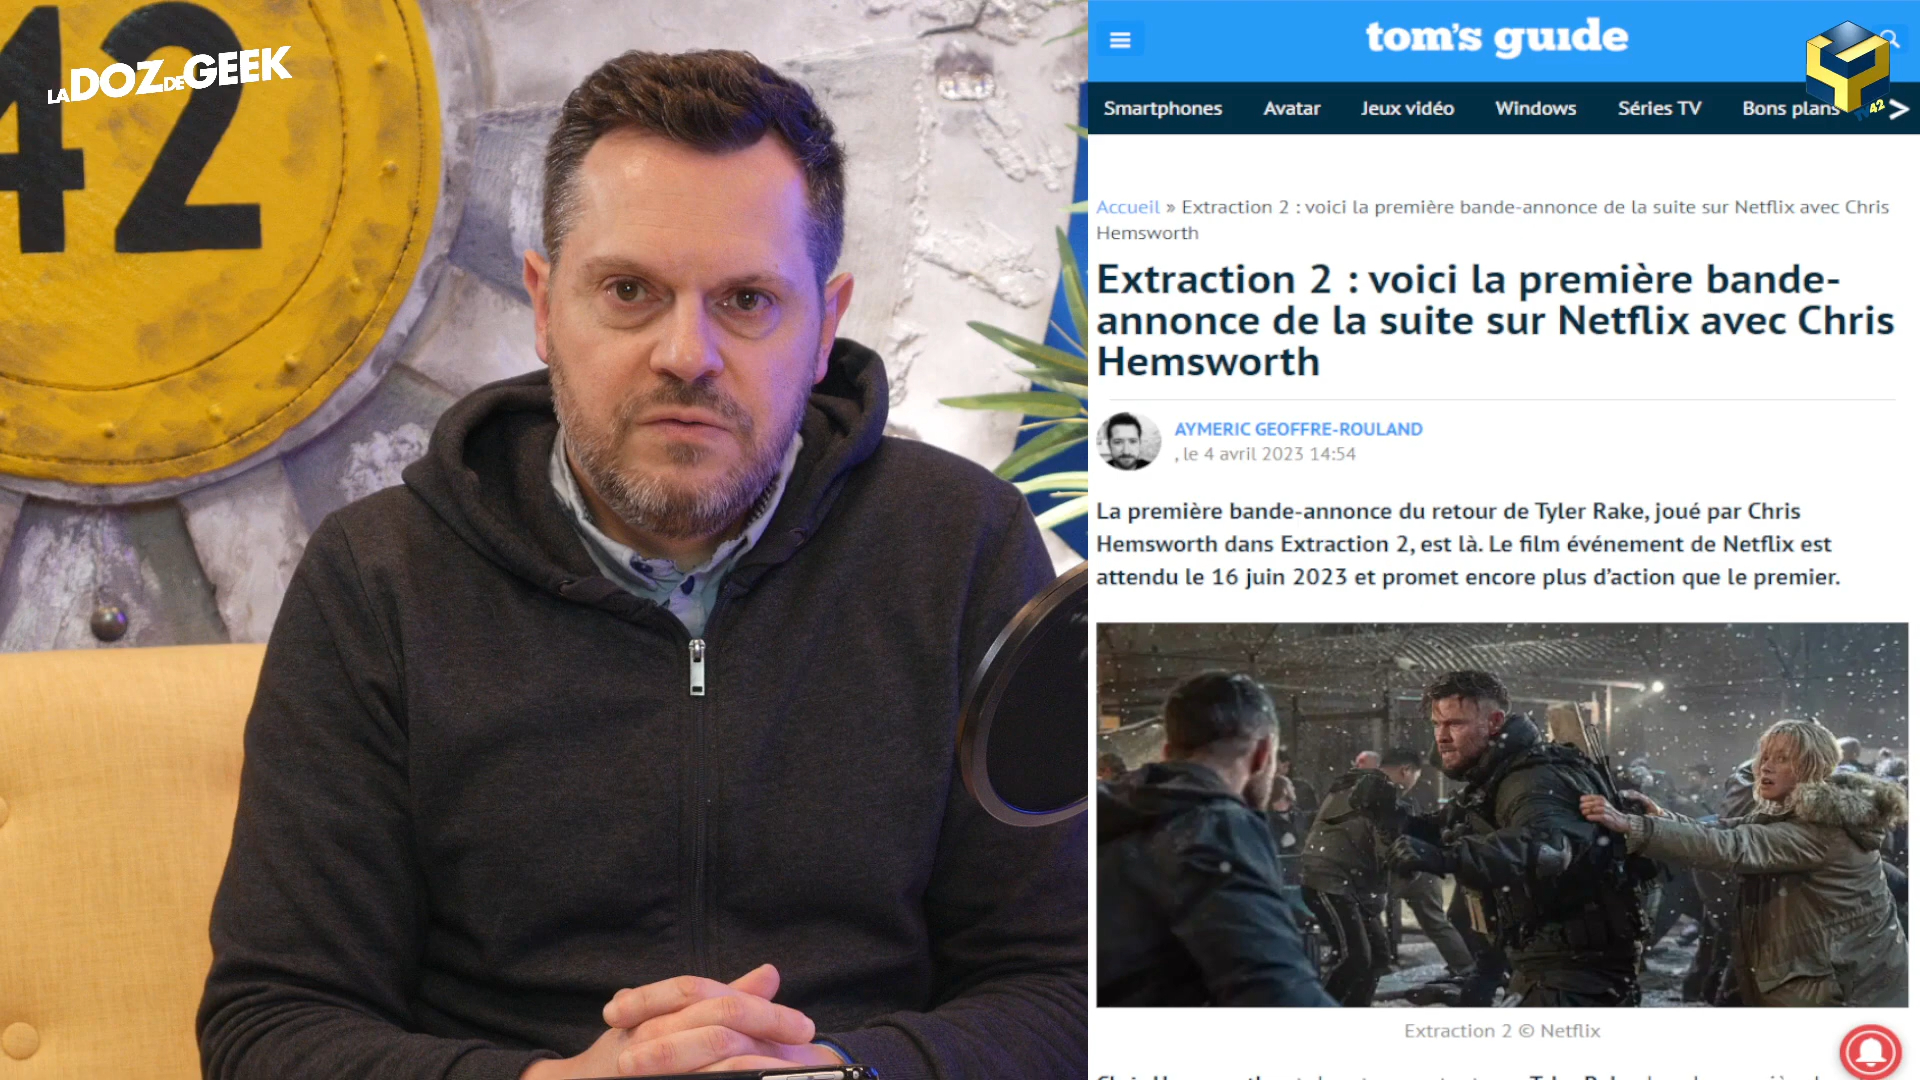 42
LA DOZ DE GEEK
tom's guide
TV42
Smartphones Avatar Jeux vidéo Windows Séries TV Bons plans >
Accueil » Extraction 2 : voici la première bande-annonce de la suite sur Netflix avec Chris
Hemsworth
Extraction 2 : voici la première bande-
annonce de la suite sur Netflix avec Chris
Hemsworth
AYMERIC GEOFFRE-ROULAND
, le 4 avril 2023 14:54
La première bande-annonce du retour de Tyler Rake, joué par Chris
Hemsworth dans Extraction 2, est là. Le film événement de Netflix est
attendu le 16 juin 2023 et promet encore plus d’action que le premier.
Extraction 2 © Netflix